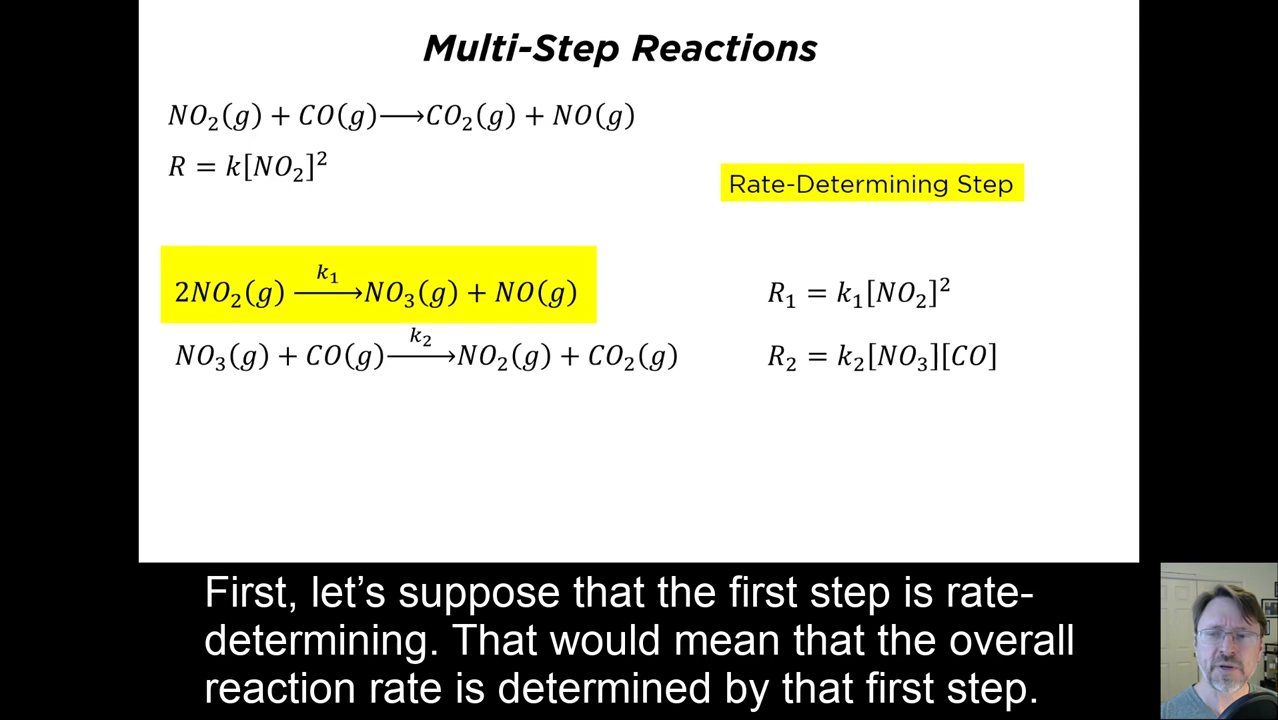 Multi-Step Reactions
NO₂(g) + CO(g) ⟶ CO₂(g) + NO(g)
R = k[NO₂]²
Rate-Determining Step
k₁
2NO₂(g) ⟶ NO₃(g) + NO(g)
R₁ = k₁[NO₂]²
k₂
NO₃(g) + CO(g) ⟶ NO₂(g) + CO₂(g)
R₂ = k₂[NO₃][CO]
First, let’s suppose that the first step is rate-
determining. That would mean that the overall
reaction rate is determined by that first step.